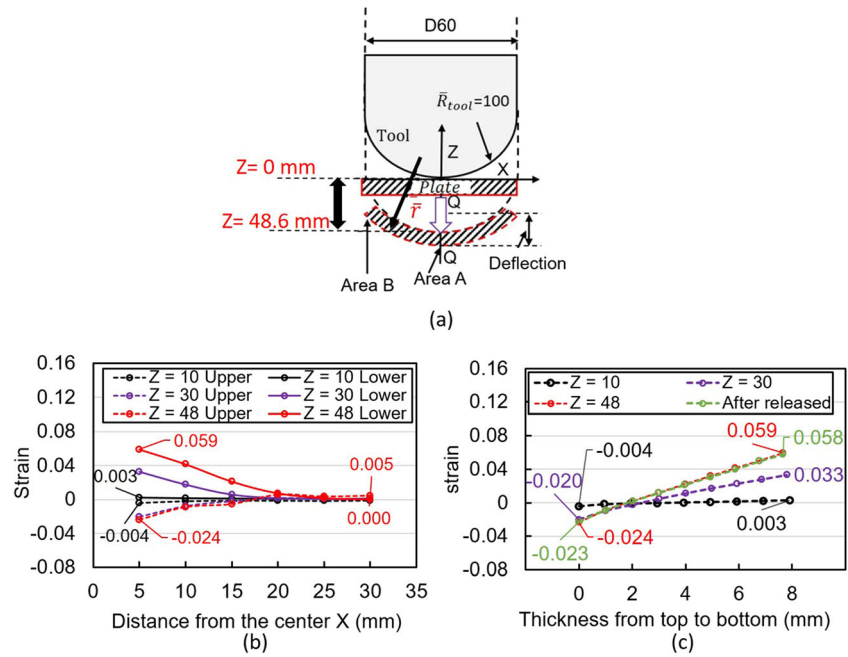 (a)
D60
R̄tool=100
Tool
Z
Z= 0 mm
X
Plate
Q
r̄
Z= 48.6 mm
Q
Deflection
Area B
Area A
(a)
(b)
0.16
0.12
0.08
0.04
0
-0.04
-0.08
Strain
Z = 10 Upper
Z = 10 Lower
Z = 30 Upper
Z = 30 Lower
Z = 48 Upper
Z = 48 Lower
0.059
0.003
0.005
-0.004
-0.024
0.000
5 10 15 20 25 30 35
Distance from the center X (mm)
(b)
(c)
0.16
0.12
0.08
0.04
0
-0.04
-0.08
strain
Z = 10
Z = 30
Z = 48
After released
-0.004
0.059
0.058
-0.020
0.033
-0.024
0.003
-0.023
0 2 4 6 8 10
Thickness from top to bottom (mm)
(c)